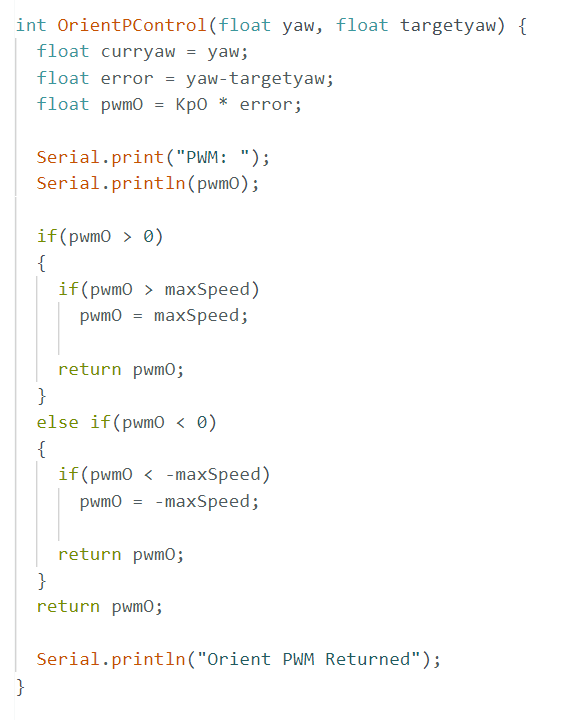 int OrientPControl(float yaw, float targetyaw) {
  float curryaw = yaw;
  float error = yaw-targetyaw;
  float pwmO = KpO * error;

  Serial.print("PWM: ");
  Serial.println(pwmO);

  if(pwmO > 0)
  {
    if(pwmO > maxSpeed)
      pwmO = maxSpeed;

    return pwmO;
  }
  else if(pwmO < 0)
  {
    if(pwmO < -maxSpeed)
      pwmO = -maxSpeed;

    return pwmO;
  }
  return pwmO;

  Serial.println("Orient PWM Returned");
}